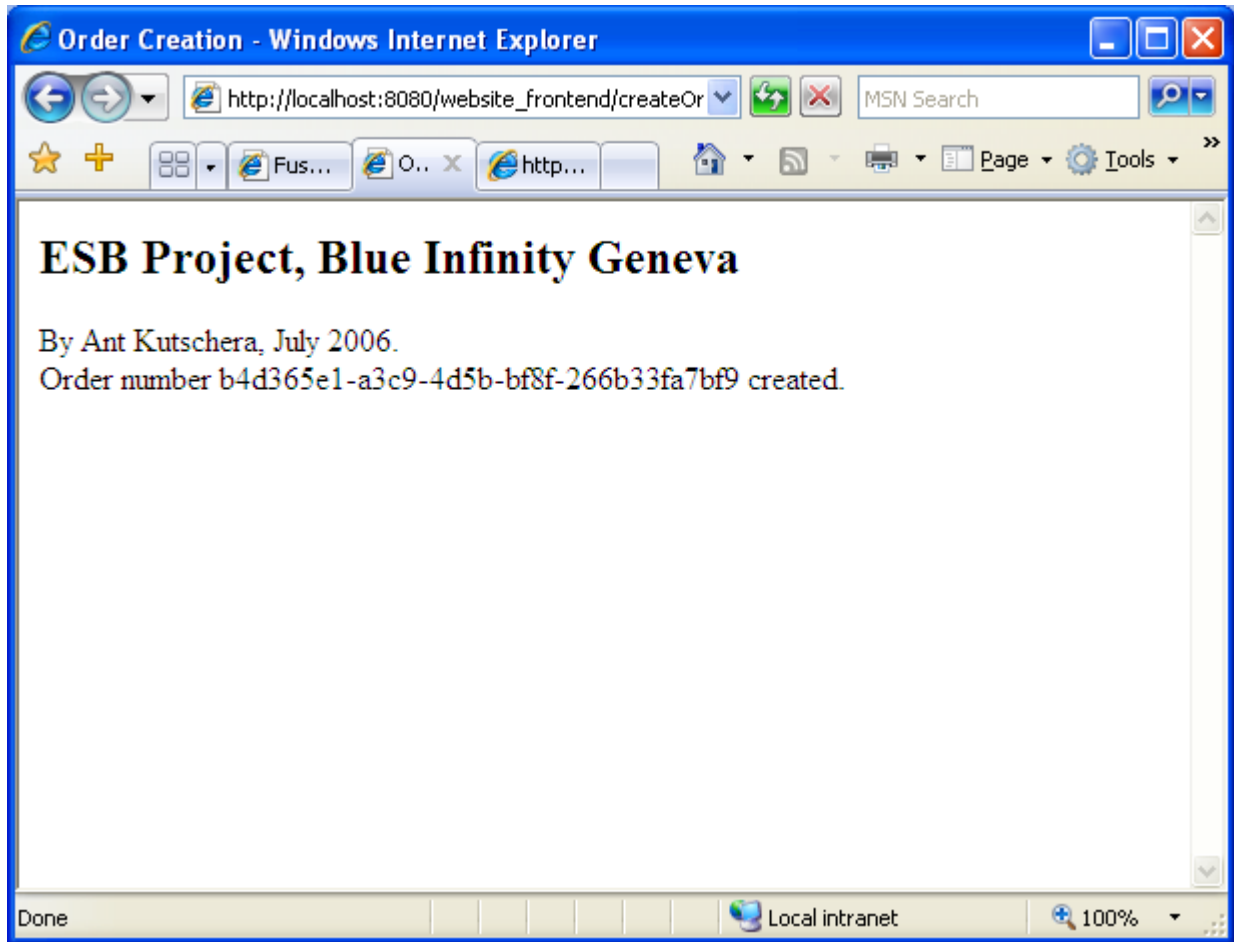 Order Creation - Windows Internet Explorer
http://localhost:8080/website_frontend/createOr
MSN Search
Fus...
O..
http...
Page
Tools
»
ESB Project, Blue Infinity Geneva
By Ant Kutschera, July 2006.
Order number b4d365e1-a3c9-4d5b-bf8f-266b33fa7bf9 created.
Done
Local intranet
100%